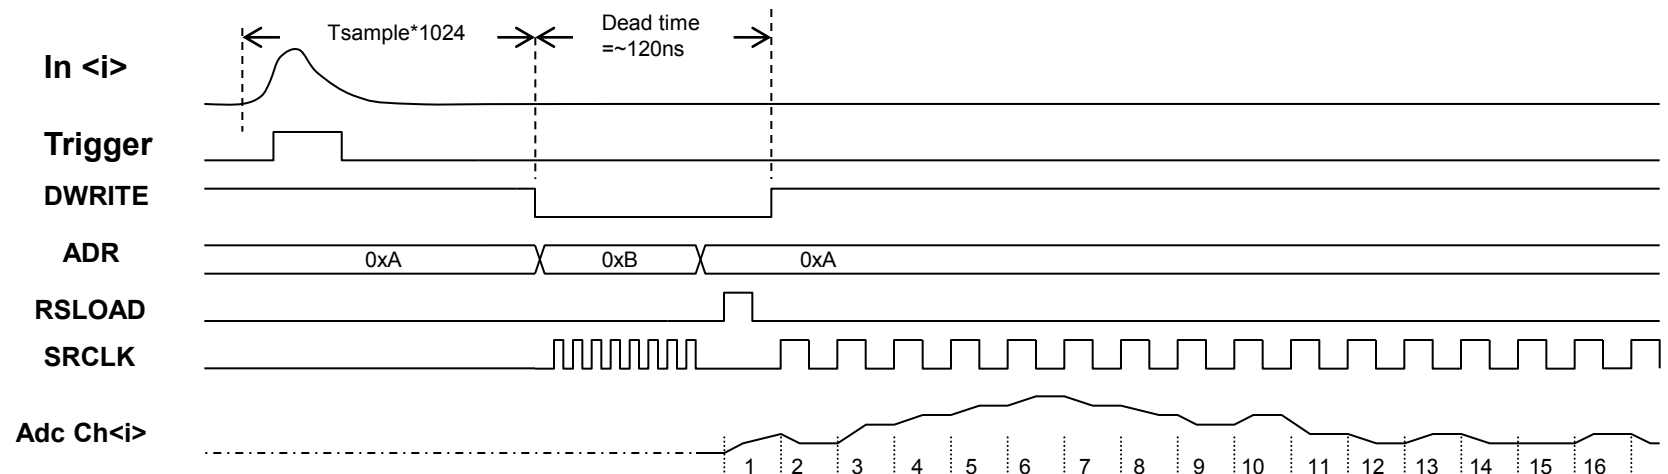 Tsample*1024
Dead time
=~120ns
In <i>
Trigger
DWRITE
ADR
0xA
0xB
0xA
RSLOAD
SRCLK
Adc Ch<i>
1 2 3 4 5 6 7 8 9 10 11 12 13 14 15 16